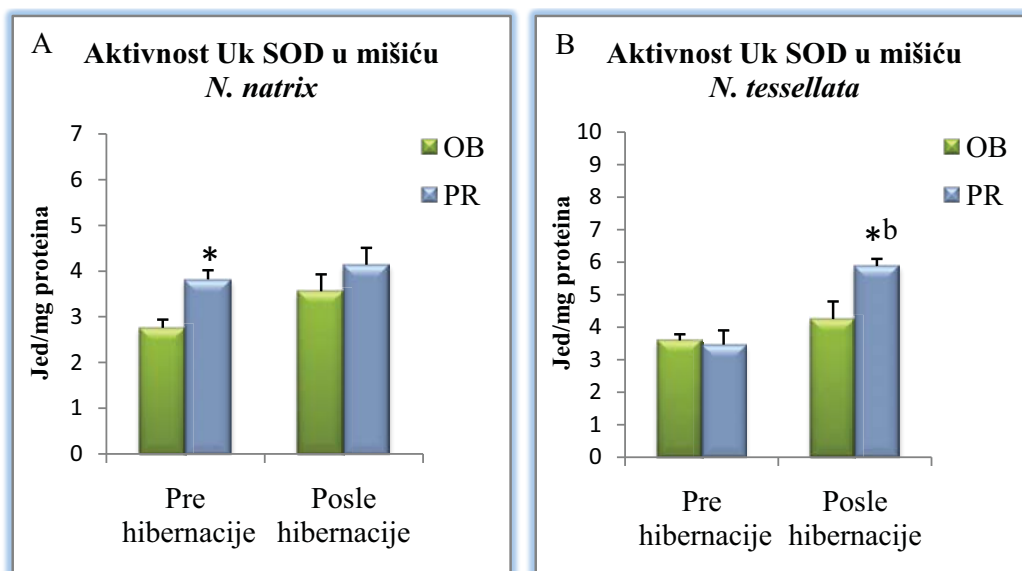 A
Aktivnost Uk SOD u mišiću
N. natrix
7
6
5
4
3
2
1
0
Jed/mg proteina
OB
PR
*
Pre
hibernacije
Posle
hibernacije
B
Aktivnost Uk SOD u mišiću
N. tessellata
10
9
8
7
6
5
4
3
2
1
0
Jed/mg proteina
OB
PR
*b
Pre
hibernacije
Posle
hibernacije